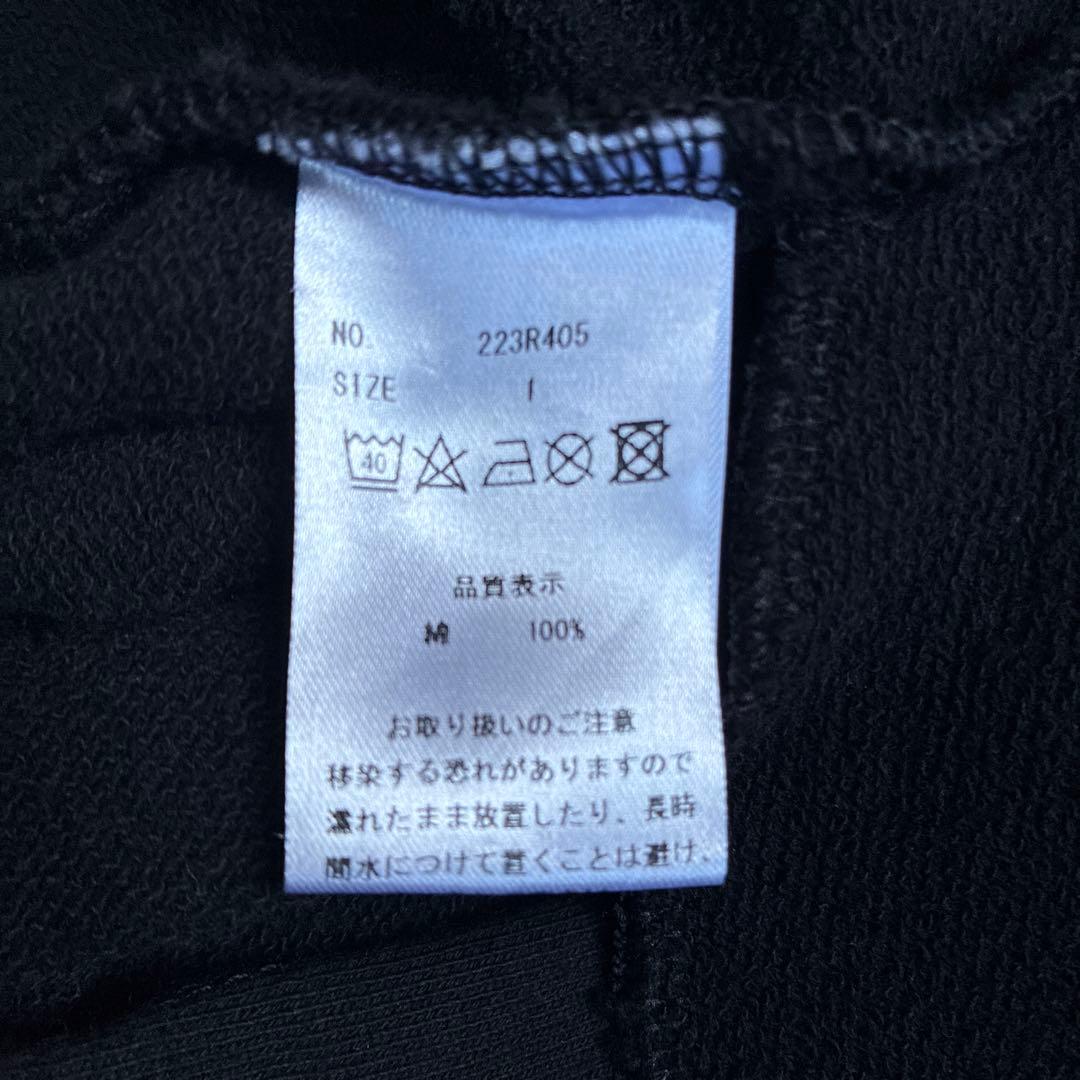 NO. 223R405
SIZE 1
40
品質表示
綿 100%
お取り扱いのご注意
移染する恐れがありますので
濡れたまま放置したり、長時
間水につけて置くことは避け、